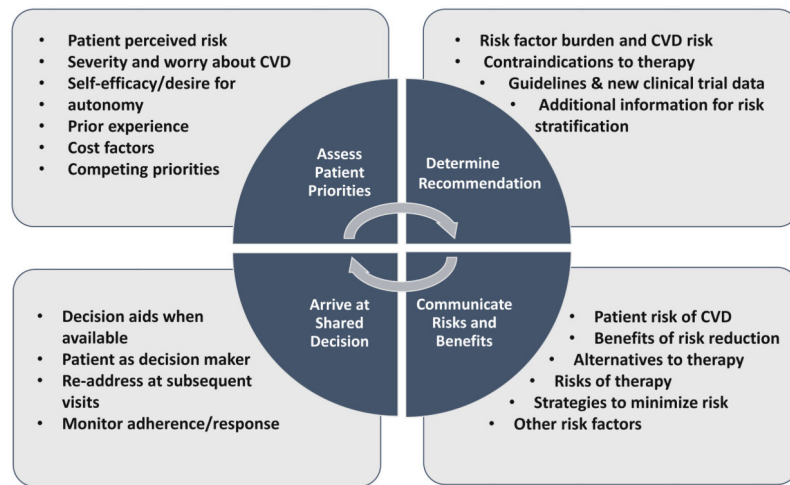 • Patient perceived risk
• Severity and worry about CVD
• Self-efficacy/desire for
• autonomy
• Prior experience
• Cost factors
• Competing priorities
• Risk factor burden and CVD risk
• Contraindications to therapy
• Guidelines & new clinical trial data
• Additional information for risk
stratification
Assess
Patient
Priorities
Determine
Recommendation
Arrive at
Shared
Decision
Communicate
Risks and
Benefits
• Decision aids when
available
• Patient as decision maker
• Re-address at subsequent
visits
• Monitor adherence/response
• Patient risk of CVD
• Benefits of risk reduction
• Alternatives to therapy
• Risks of therapy
• Strategies to minimize risk
• Other risk factors